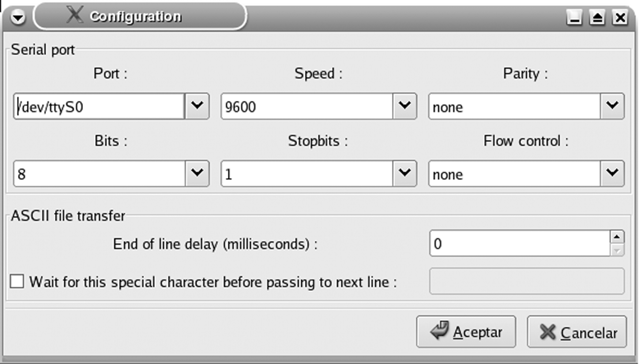 Configuration
Serial port
Port : Speed : Parity :
/dev/ttyS0 9600 none
Bits : Stopbits : Flow control :
8 1 none
ASCII file transfer
End of line delay (milliseconds) : 0
Wait for this special character before passing to next line :
Aceptar Cancelar